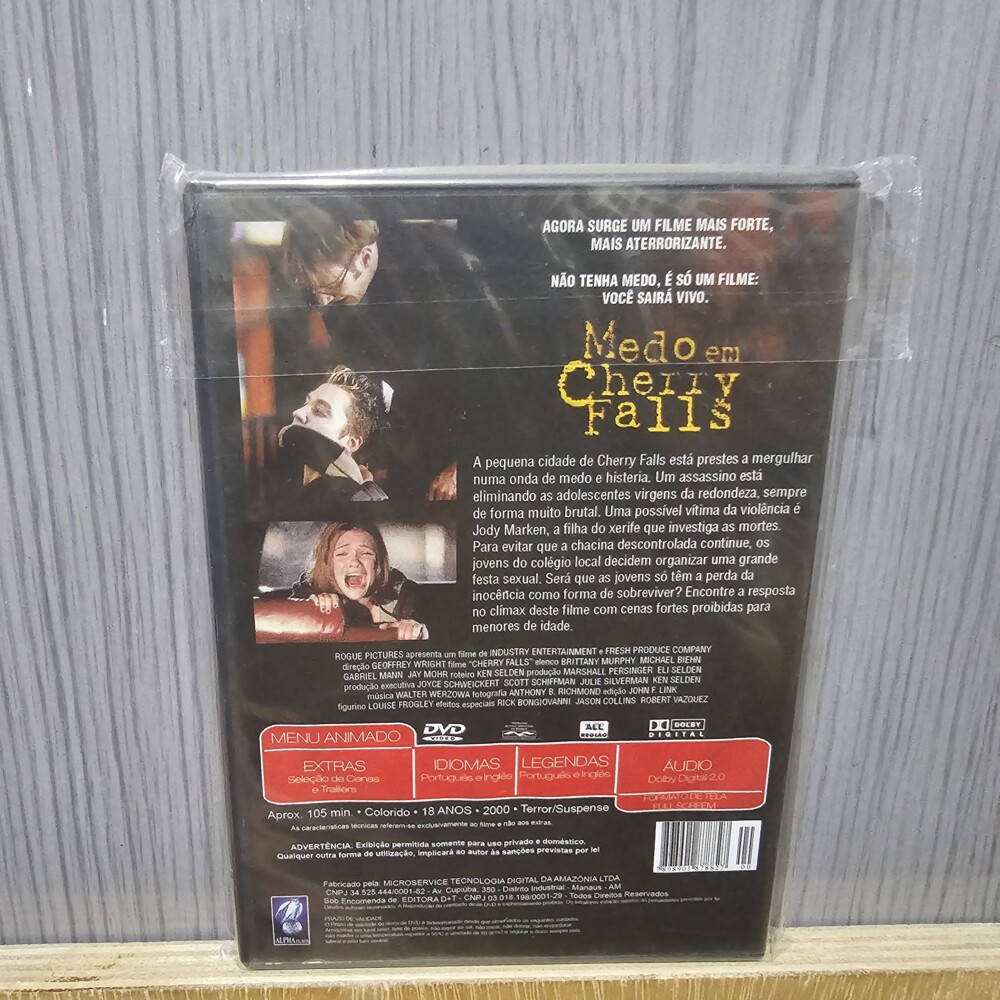 AGORA SURGE UM FILME MAIS FORTE,
MAIS ATERRORIZANTE.
NÃO TENHA MEDO, É SÓ UM FILME:
VOCÊ SAIRÁ VIVO.
Medo em
Cherry
Falls
A pequena cidade de Cherry Falls está prestes a mergulhar
numa onda de medo e histeria. Um assassino está
eliminando as adolescentes virgens da redondeza, sempre
de forma muito brutal. Uma possível vítima da violência é
Jody Marken, a filha do xerife que investiga as mortes.
Para evitar que a chacina descontrolada continue, os
jovens do colégio local decidem organizar uma grande
festa sexual. Será que as jovens só têm a perda da
inocência como forma de sobreviver? Encontre a resposta
no clímax deste filme com cenas fortes proibidas para
menores de idade.
ROGUE PICTURES apresenta um filme de INDUSTRY ENTERTAINMENT e FRESH PRODUCE COMPANY
direção GEOFFREY WRIGHT filme "CHERRY FALLS" elenco BRITTANY MURPHY MICHAEL BIEHN
GABRIEL MANN JAY MOHR roteiro KEN SELDEN produção MARSHALL PERSINGER ELI SELDEN
produção executiva JOYCE SCHWEICKERT SCOTT SHIFFMAN JULIE SILVERMAN KEN SELDEN
música WALTER WERZOWA fotografia ANTHONY B. RICHMOND edição JOHN F. LINK
figurino LOUISE FROGLEY efeitos especiais RICK BONGIOVANNI JASON COLLINS ROBERT VAZQUEZ
MENU ANIMADO
DVD
VIDEO
ALL
REGIÃO
DOLBY
DIGITAL
EXTRAS
Seleção de Cenas
e Traillers
IDIOMAS
Português e Inglês
LEGENDAS
Português e Inglês
ÁUDIO
Dolby Digital 2.0
FORMATO DE TELA
FULL SCREEM
Aprox. 105 min. • Colorido • 18 ANOS • 2000 • Terror/Suspense
As características técnicas referem-se exclusivamente ao filme e não aos extras.
ADVERTÊNCIA: Exibição permitida somente para uso privado e doméstico.
Qualquer outra forma de utilização, implicará ao autor às sanções previstas por lei
7898901878827 00
Fabricado pela: MICROSERVICE TECNOLOGIA DIGITAL DA AMAZÔNIA LTDA
CNPJ 34.525.444/0001-62 - Av. Cupiúba, 350 - Distrito Industrial - Manaus - AM
Sob Encomenda de: EDITORA D+T - CNPJ 03.018.198/0001-29 - Todos Direitos Reservados
PRAZO DE VALIDADE
ALPHA FILMES